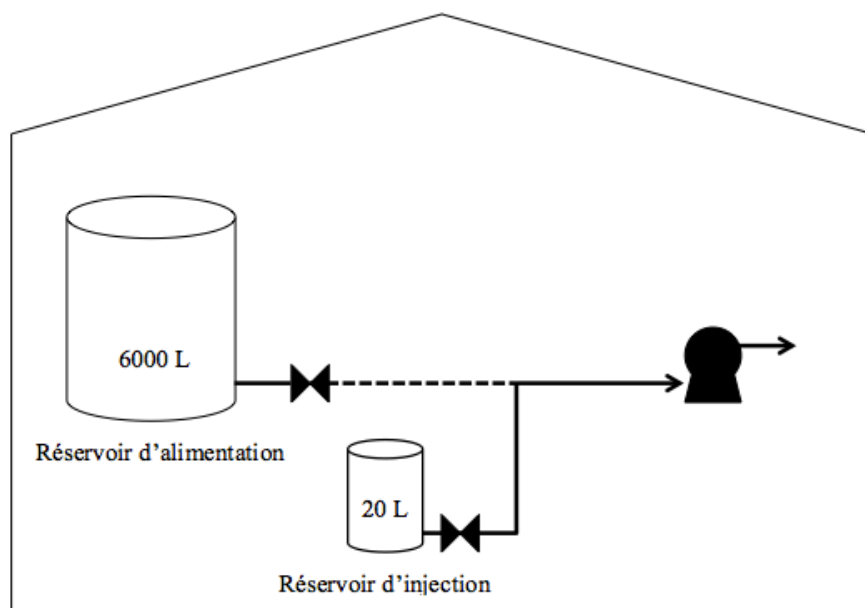 6000 L
Réservoir d’alimentation
20 L
Réservoir d’injection